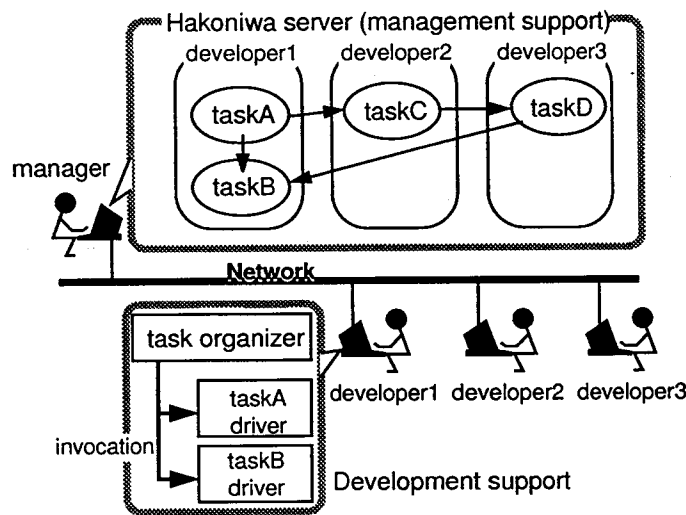 Hakoniwa server (management support)
developer1 developer2 developer3
taskA
taskC
taskD
taskB
manager
Network
task organizer
developer1 developer2 developer3
taskA
driver
invocation
taskB
driver
Development support